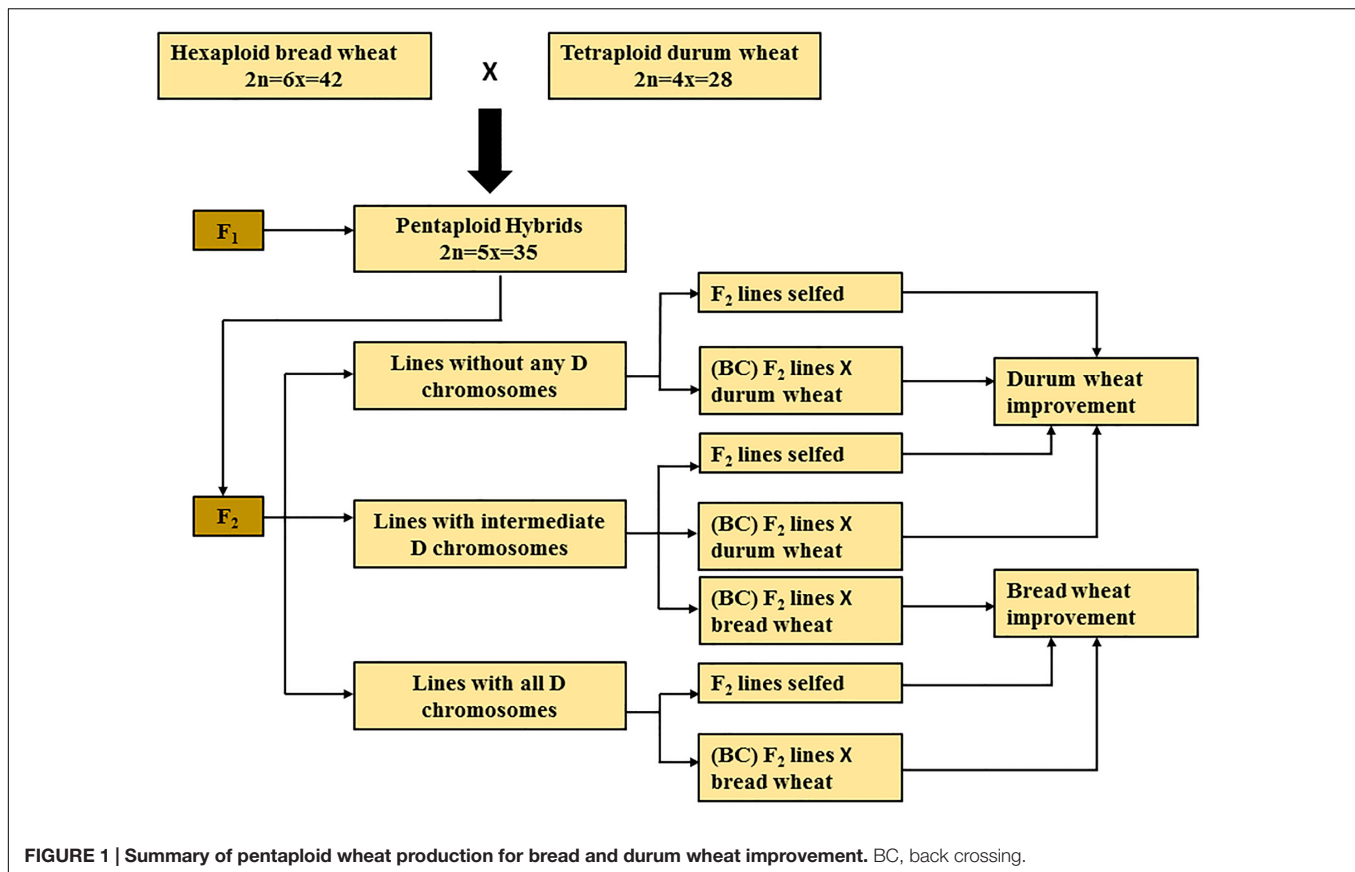 Hexaploid bread wheat
2n=6x=42
X
Tetraploid durum wheat
2n=4x=28
F₁
Pentaploid Hybrids
2n=5x=35
F₂ lines selfed
Lines without any D
chromosomes
(BC) F₂ lines X
durum wheat
Durum wheat
improvement
F₂ lines selfed
F₂
Lines with intermediate
D chromosomes
(BC) F₂ lines X
durum wheat
(BC) F₂ lines X
bread wheat
Bread wheat
improvement
Lines with all D
chromosomes
F₂ lines selfed
(BC) F₂ lines X
bread wheat
FIGURE 1 | Summary of pentaploid wheat production for bread and durum wheat improvement. BC, back crossing.